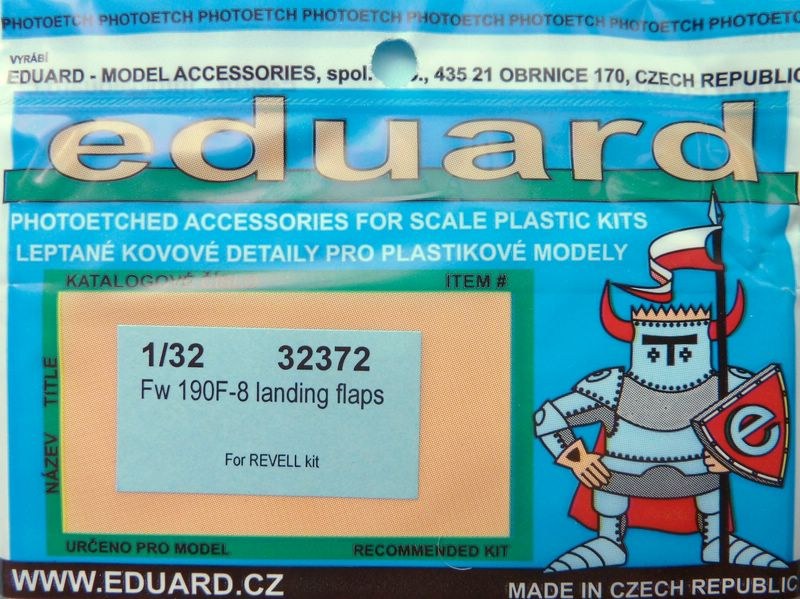 PHOTOETCH PHOTOETCH PHOTOETCH PHOTOETCH PHOTOETCH PHOTOETCH PHOTOETCH PHOTOETCH
VYRÁBÍ
EDUARD - MODEL ACCESSORIES, spol. 435 21 OBRNICE 170, CZECH REPUBLIC
eduard
PHOTOETCHED ACCESSORIES FOR SCALE PLASTIC KITS
LEPTANÉ KOVOVÉ DETAILY PRO PLASTIKOVÉ MODELY
KATALOGOVÉ ITEM #
NÁZEV TITLE
1/32 32372
Fw 190F-8 landing flaps
For REVELL kit
e
URČENO PRO MODEL RECOMMENDED KIT
WWW.EDUARD.CZ MADE IN CZECH REPUBLIC